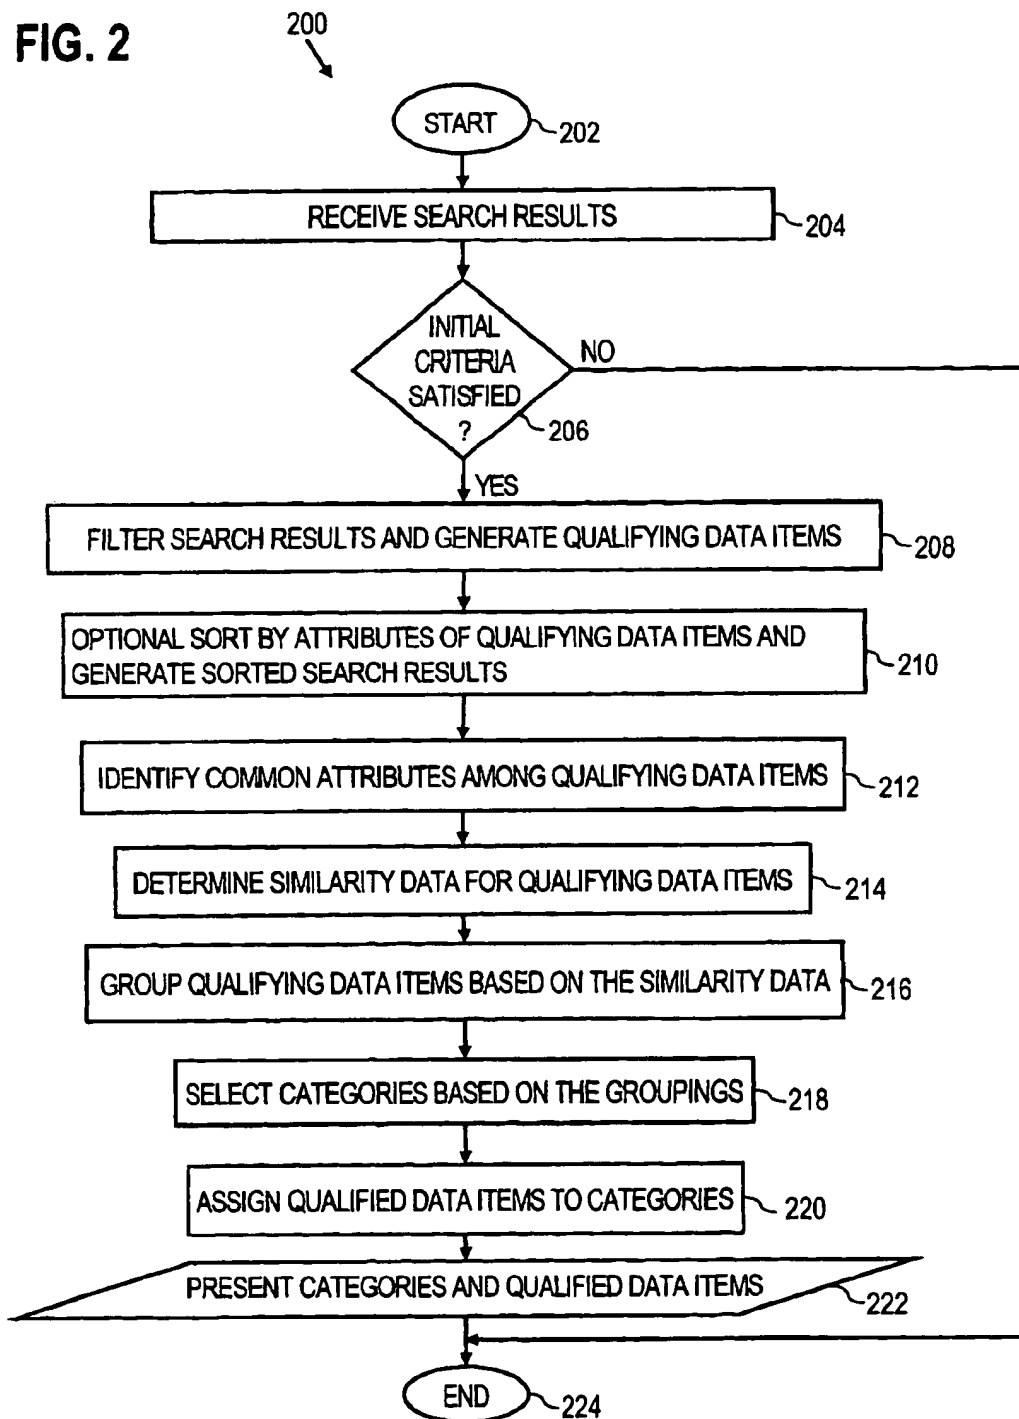 FIG. 2
200
START
202
RECEIVE SEARCH RESULTS
204
INITIAL
CRITERIA
SATISFIED
?
206
NO
YES
FILTER SEARCH RESULTS AND GENERATE QUALIFYING DATA ITEMS
208
OPTIONAL SORT BY ATTRIBUTES OF QUALIFYING DATA ITEMS AND
GENERATE SORTED SEARCH RESULTS
210
IDENTIFY COMMON ATTRIBUTES AMONG QUALIFYING DATA ITEMS
212
DETERMINE SIMILARITY DATA FOR QUALIFYING DATA ITEMS
214
GROUP QUALIFYING DATA ITEMS BASED ON THE SIMILARITY DATA
216
SELECT CATEGORIES BASED ON THE GROUPINGS
218
ASSIGN QUALIFIED DATA ITEMS TO CATEGORIES
220
PRESENT CATEGORIES AND QUALIFIED DATA ITEMS
222
END
224